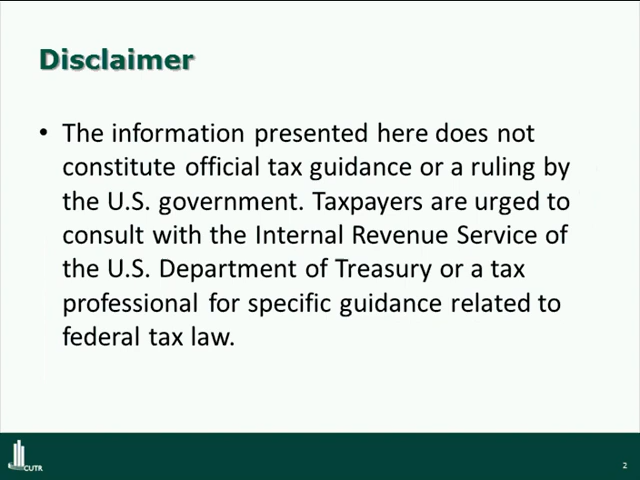 Disclaimer
• The information presented here does not
constitute official tax guidance or a ruling by
the U.S. government. Taxpayers are urged to
consult with the Internal Revenue Service of
the U.S. Department of Treasury or a tax
professional for specific guidance related to
federal tax law.
CUTR
2